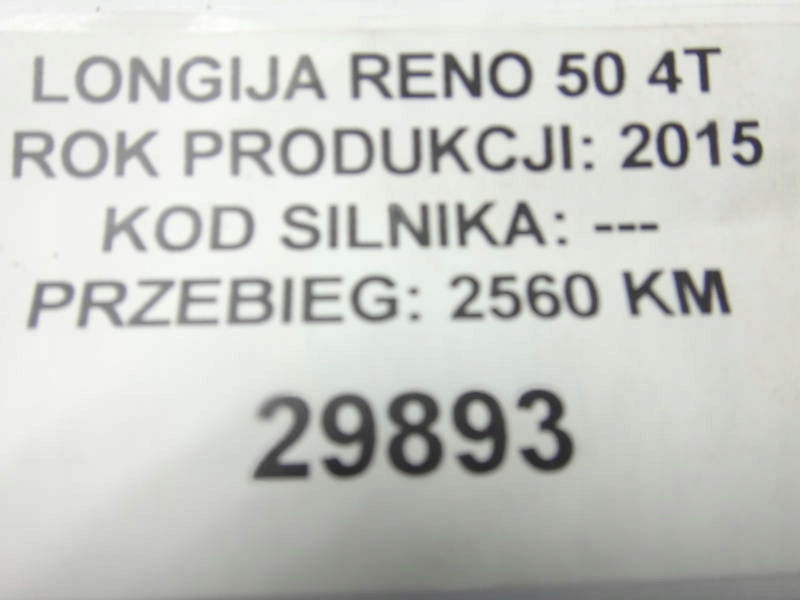 LONGIJA RENO 50 4T
ROK PRODUKCJI: 2015
KOD SILNIKA: ---
PRZEBIEG: 2560 KM
29893